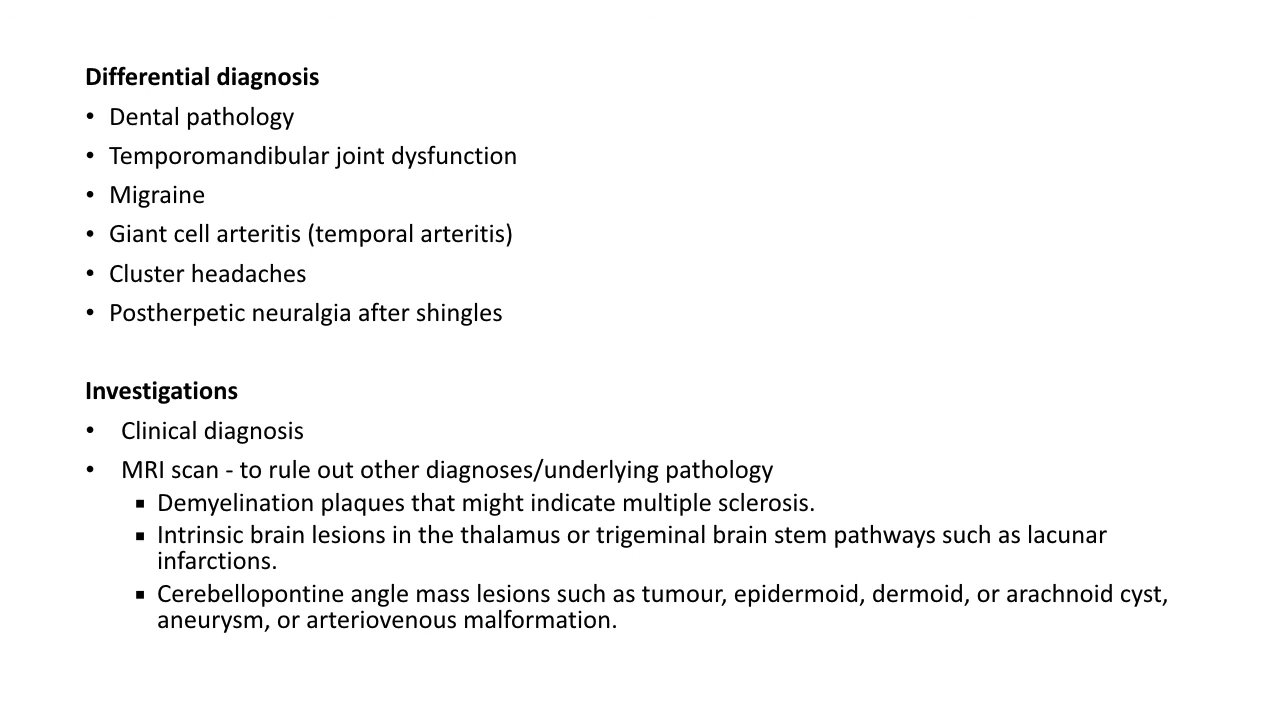 Differential diagnosis
• Dental pathology
• Temporomandibular joint dysfunction
• Migraine
• Giant cell arteritis (temporal arteritis)
• Cluster headaches
• Postherpetic neuralgia after shingles
Investigations
• Clinical diagnosis
• MRI scan - to rule out other diagnoses/underlying pathology
▪ Demyelination plaques that might indicate multiple sclerosis.
▪ Intrinsic brain lesions in the thalamus or trigeminal brain stem pathways such as lacunar
infarctions.
▪ Cerebellopontine angle mass lesions such as tumour, epidermoid, dermoid, or arachnoid cyst,
aneurysm, or arteriovenous malformation.